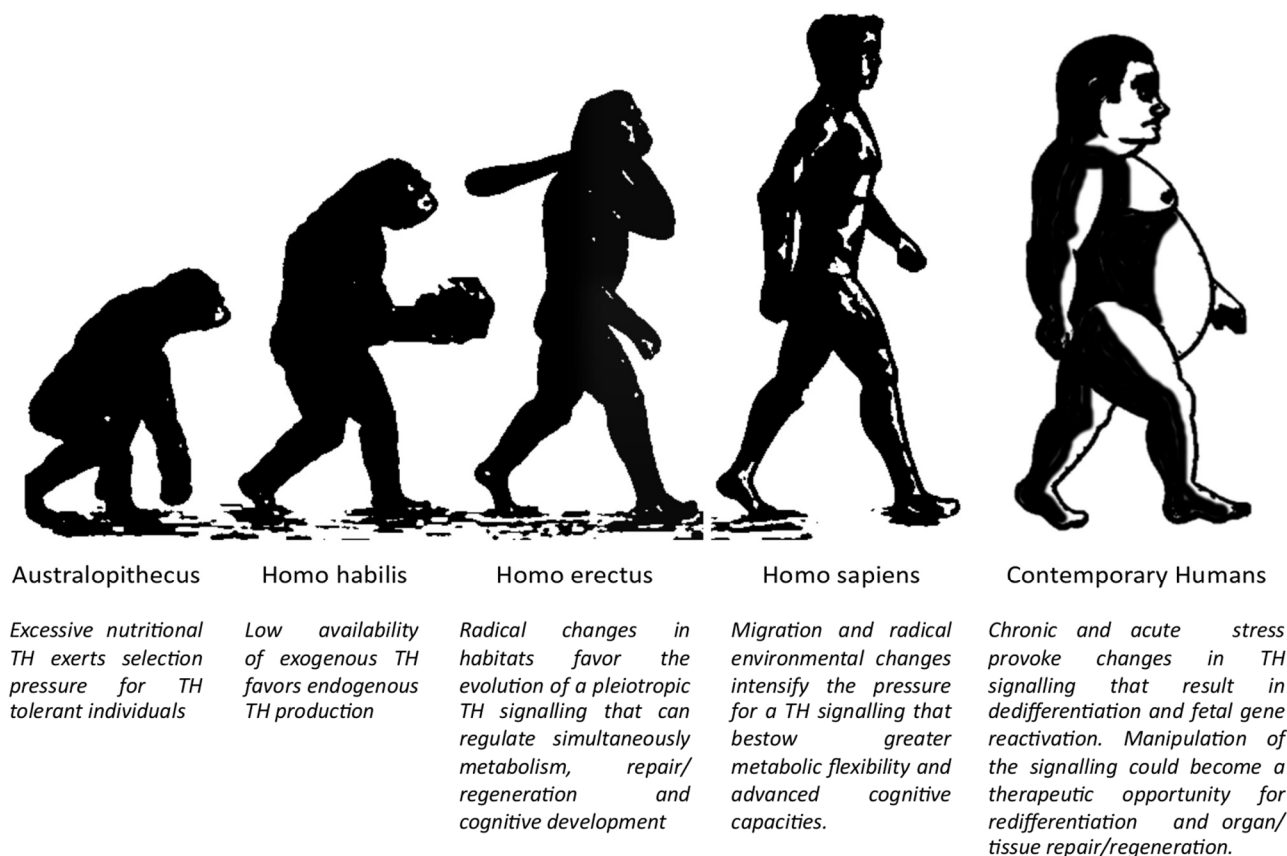 Australopithecus
Excessive nutritional
TH exerts selection
pressure for TH
tolerant individuals
Homo habilis
Low availability
of exogenous TH
favors endogenous
TH production
Homo erectus
Radical changes in
habitats favor the
evolution of a pleiotropic
TH signalling that can
regulate simultaneously
metabolism, repair/
regeneration and
cognitive development
Homo sapiens
Migration and radical
environmental changes
intensify the pressure
for a TH signalling that
bestow greater
metabolic flexibility and
advanced cognitive
capacities.
Contemporary Humans
Chronic and acute stress
provoke changes in TH
signalling that result in
dedifferentiation and fetal gene
reactivation. Manipulation of
the signalling could become a
therapeutic opportunity for
redifferentiation and organ/
tissue repair/regeneration.